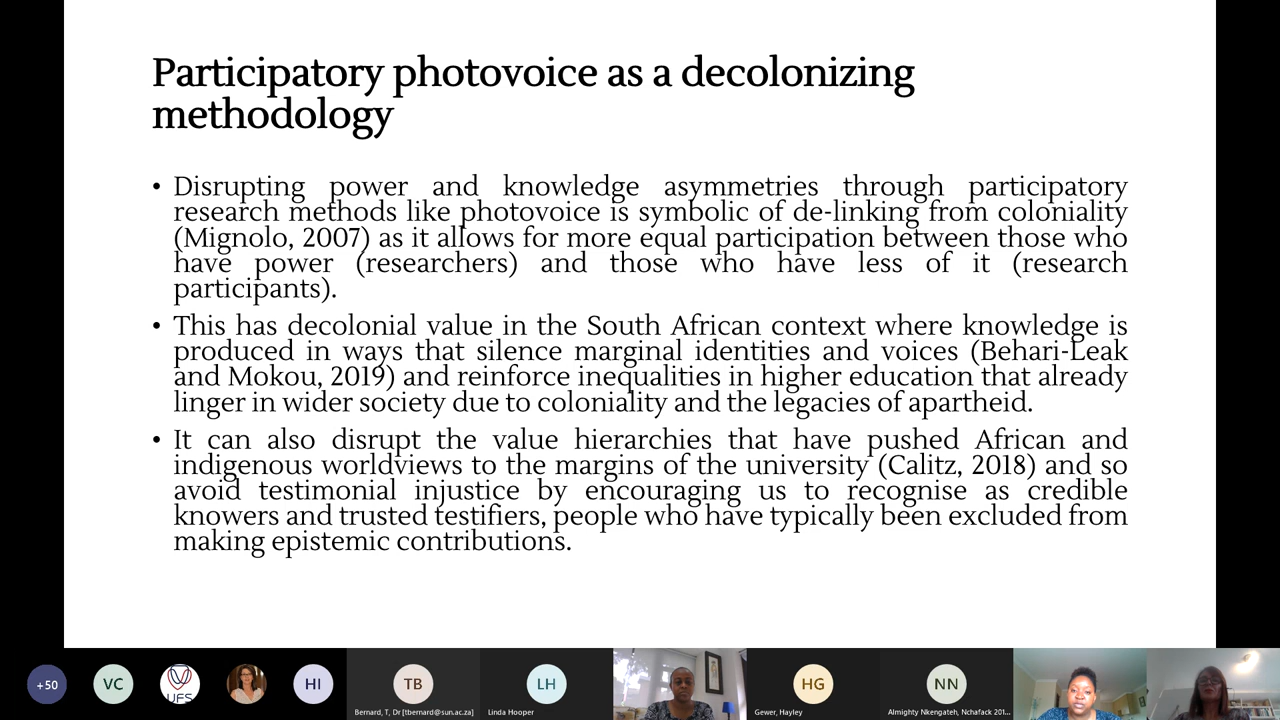 Participatory photovoice as a decolonizing
methodology
• Disrupting power and knowledge asymmetries through participatory
research methods like photovoice is symbolic of de-linking from coloniality
(Mignolo, 2007) as it allows for more equal participation between those who
have power (researchers) and those who have less of it (research
participants).
• This has decolonial value in the South African context where knowledge is
produced in ways that silence marginal identities and voices (Behari-Leak
and Mokou, 2019) and reinforce inequalities in higher education that already
linger in wider society due to coloniality and the legacies of apartheid.
• It can also disrupt the value hierarchies that have pushed African and
indigenous worldviews to the margins of the university (Calitz, 2018) and so
avoid testimonial injustice by encouraging us to recognise as credible
knowers and trusted testifiers, people who have typically been excluded from
making epistemic contributions.
+50
VC
UFS
HI
TB
Bernard, T, Dr [tbernard@sun.ac.za]
LH
Linda Hooper
HG
Gewer, Hayley
NN
Almighty Nkengateh, Nchafack 201...